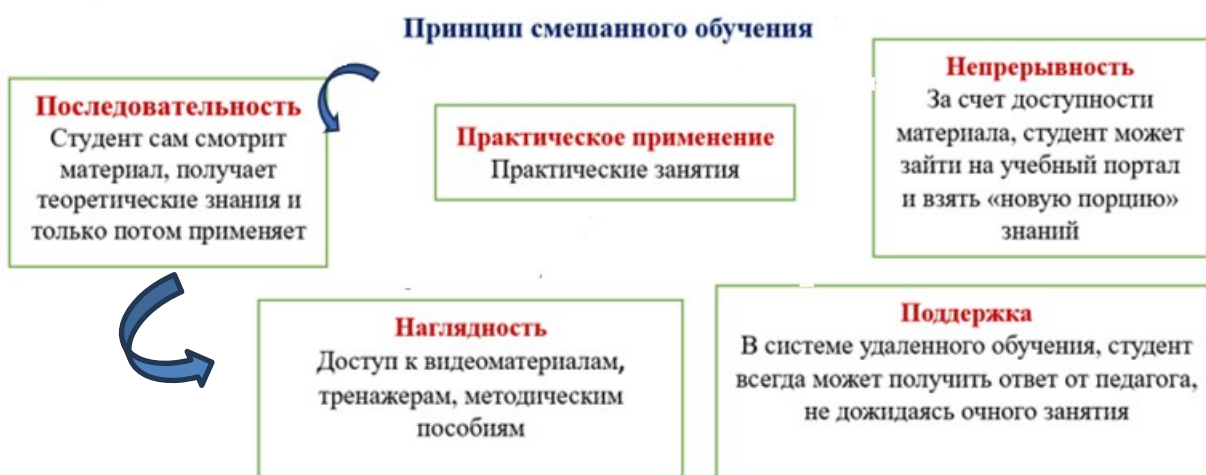 Принцип смешанного обучения
Последовательность
Студент сам смотрит
материал, получает
теоретические знания и
только потом применяет
Практическое применение
Практические занятия
Непрерывность
За счет доступности
материала, студент может
зайти на учебный портал
и взять «новую порцию»
знаний
Наглядность
Доступ к видеоматериалам,
тренажерам, методическим
пособиям
Поддержка
В системе удаленного обучения, студент
всегда может получить ответ от педагога,
не дожидаясь очного занятия